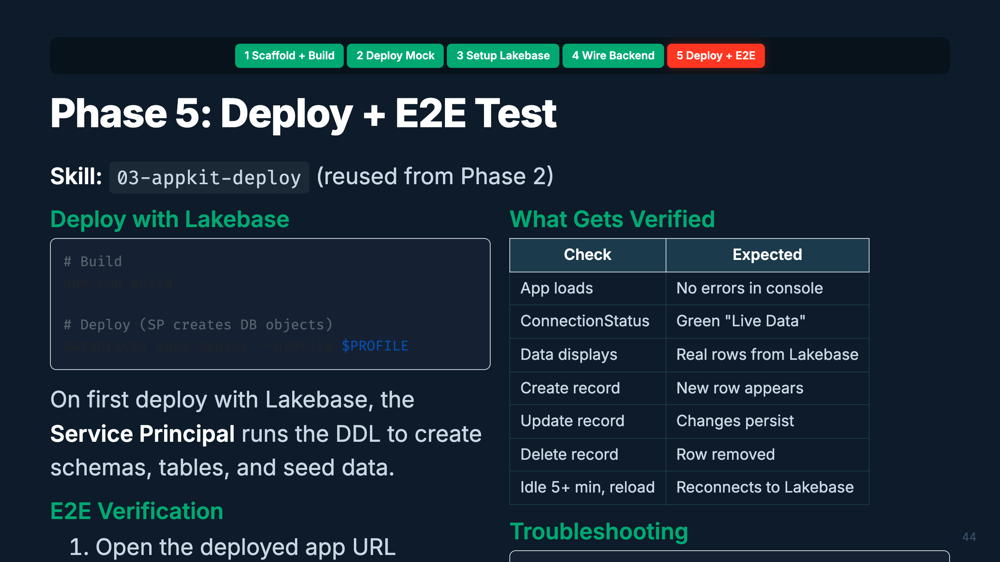 1 Scaffold + Build
2 Deploy Mock
3 Setup Lakebase
4 Wire Backend
5 Deploy + E2E
Phase 5: Deploy + E2E Test
Skill: 03-appkit-deploy (reused from Phase 2)
Deploy with Lakebase
# Build
npm run build
# Deploy (SP creates DB objects)
databricks apps deploy --profile $PROFILE
On first deploy with Lakebase, the
Service Principal runs the DDL to create
schemas, tables, and seed data.
E2E Verification
1. Open the deployed app URL
What Gets Verified
Check Expected
App loads No errors in console
ConnectionStatus Green "Live Data"
Data displays Real rows from Lakebase
Create record New row appears
Update record Changes persist
Delete record Row removed
Idle 5+ min, reload Reconnects to Lakebase
Troubleshooting
44